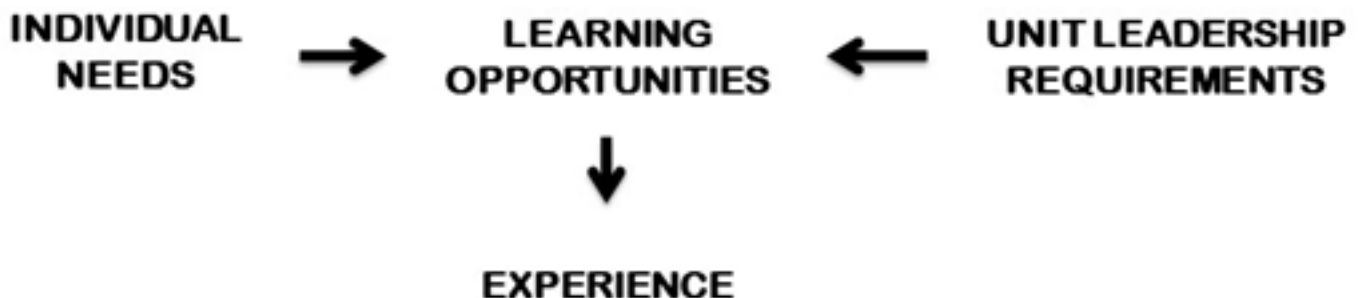 INDIVIDUAL
NEEDS
LEARNING
OPPORTUNITIES
UNIT LEADERSHIP
REQUIREMENTS
EXPERIENCE